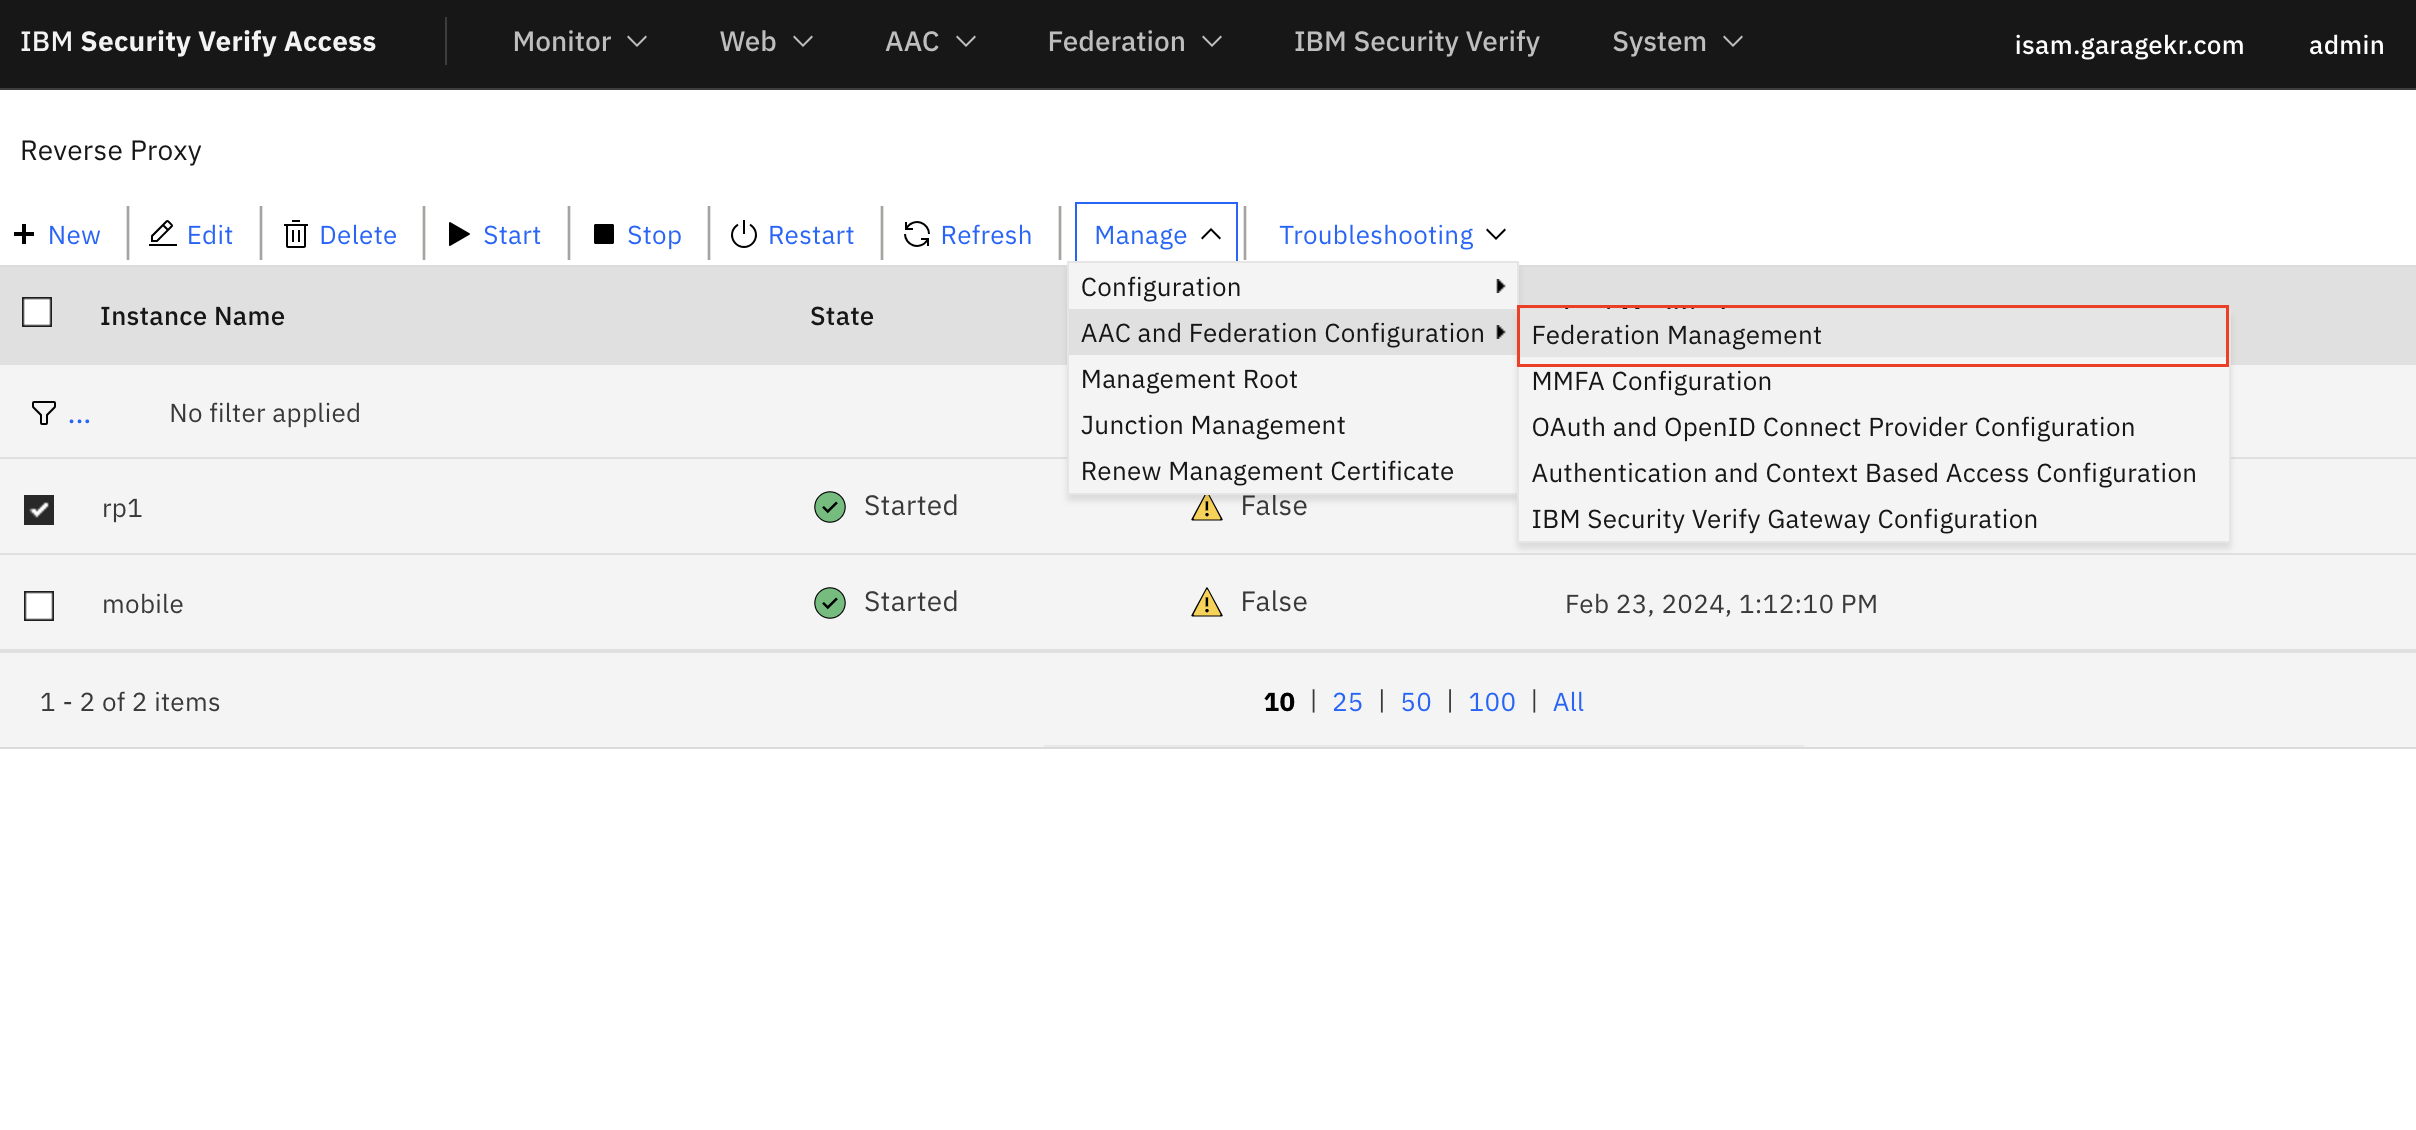 IBM Security Verify Access Monitor Web AAC Federation IBM Security Verify System isam.garagekr.com admin
Reverse Proxy
New Edit Delete Start Stop Restart Refresh Manage Troubleshooting
Configuration
Instance Name State
AAC and Federation Configuration Federation Management
Management Root MMFA Configuration
... No filter applied
Junction Management OAuth and OpenID Connect Provider Configuration
Renew Management Certificate Authentication and Context Based Access Configuration
rp1 Started False
IBM Security Verify Gateway Configuration
mobile Started False Feb 23, 2024, 1:12:10 PM
1 - 2 of 2 items 10 | 25 | 50 | 100 | All